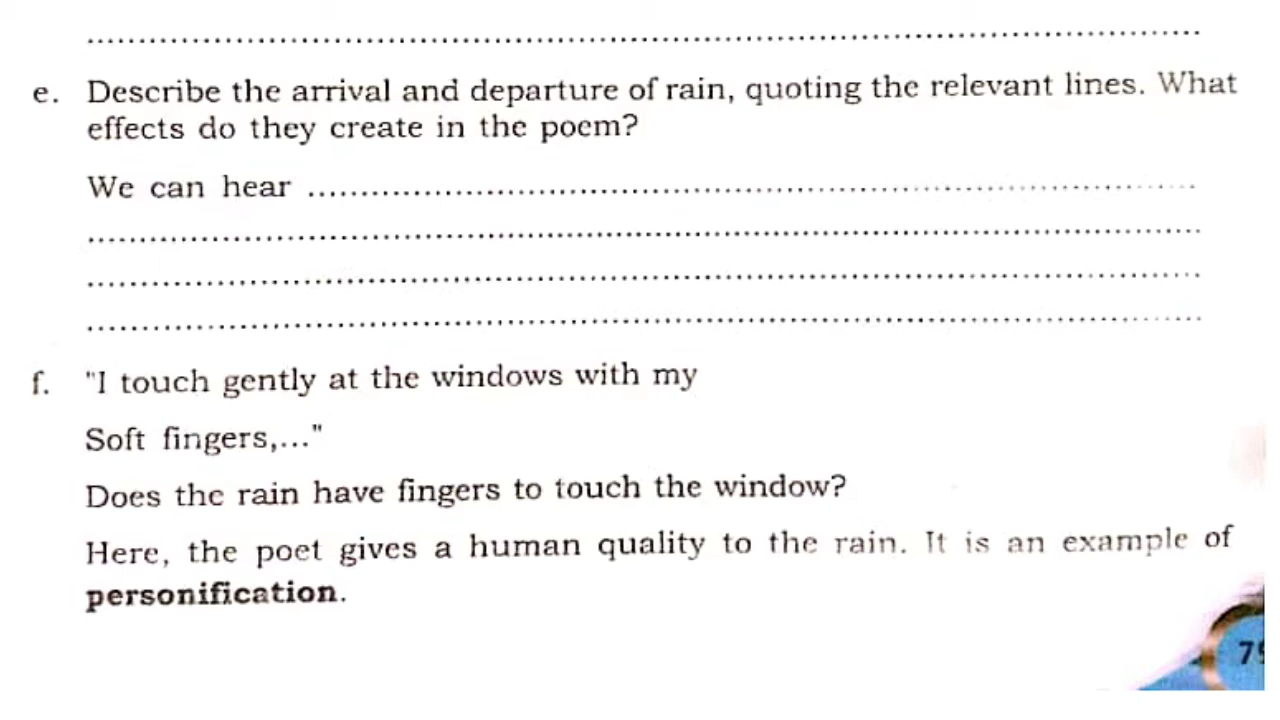 e. Describe the arrival and departure of rain, quoting the relevant lines. What
effects do they create in the poem?
We can hear ........................................
f. "I touch gently at the windows with my
Soft fingers,..."
Does the rain have fingers to touch the window?
Here, the poet gives a human quality to the rain. It is an example of
personification.